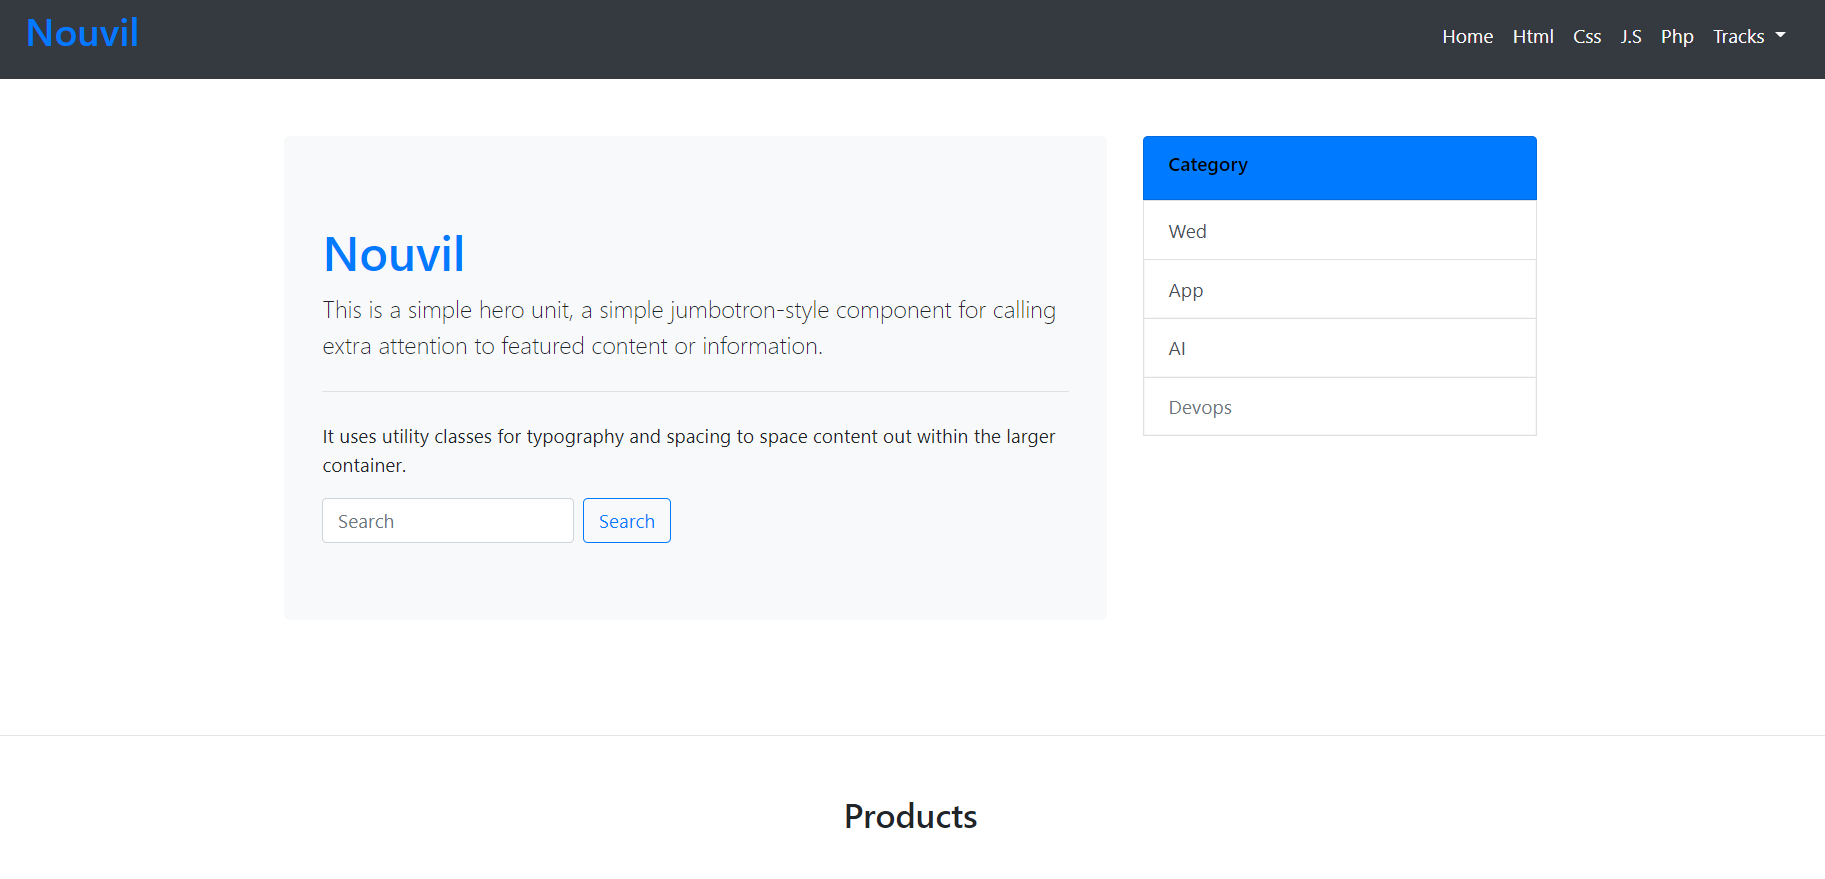 Nouvil
Home Html Css J.S Php Tracks
Nouvil
This is a simple hero unit, a simple jumbotron-style component for calling
extra attention to featured content or information.
It uses utility classes for typography and spacing to space content out within the larger
container.
Search Search
Category
Wed
App
AI
Devops
Products